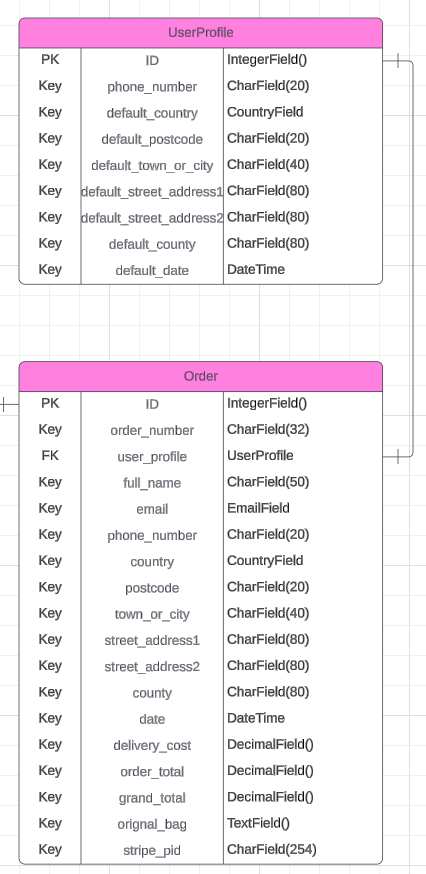 UserProfile
PK ID IntegerField()
Key phone_number CharField(20)
Key default_country CountryField
Key default_postcode CharField(20)
Key default_town_or_city CharField(40)
Key default_street_address1 CharField(80)
Key default_street_address2 CharField(80)
Key default_county CharField(80)
Key default_date DateTime
Order
PK ID IntegerField()
Key order_number CharField(32)
FK user_profile UserProfile
Key full_name CharField(50)
Key email EmailField
Key phone_number CharField(20)
Key country CountryField
Key postcode CharField(20)
Key town_or_city CharField(40)
Key street_address1 CharField(80)
Key street_address2 CharField(80)
Key county CharField(80)
Key date DateTime
Key delivery_cost DecimalField()
Key order_total DecimalField()
Key grand_total DecimalField()
Key orignal_bag TextField()
Key stripe_pid CharField(254)